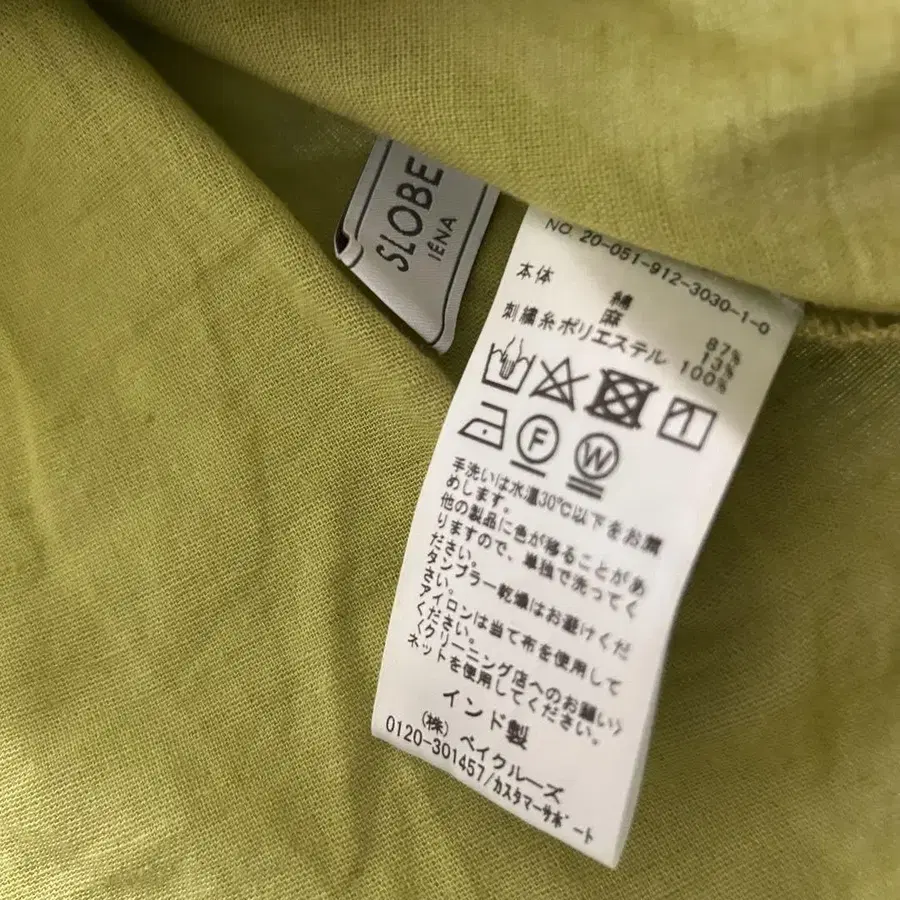 SLOBE
IÉNA
NO. 20-051-912-3030-1-0
本体 綿 87%
麻 13%
刺繍糸ポリエステル 100%
F W
手洗いは水温30℃以下をお薦
めします。
他の製品に色が移ることがあ
りますので、単独で洗ってく
ださい。
タンブラー乾燥はお避けくだ
さい。
アイロンは当て布を使用して
ください。
〈クリーニング店へのお願い〉
ネットを使用してください。
インド製
(株) ベイクルーズ
0120-301457/カスタマーサポート